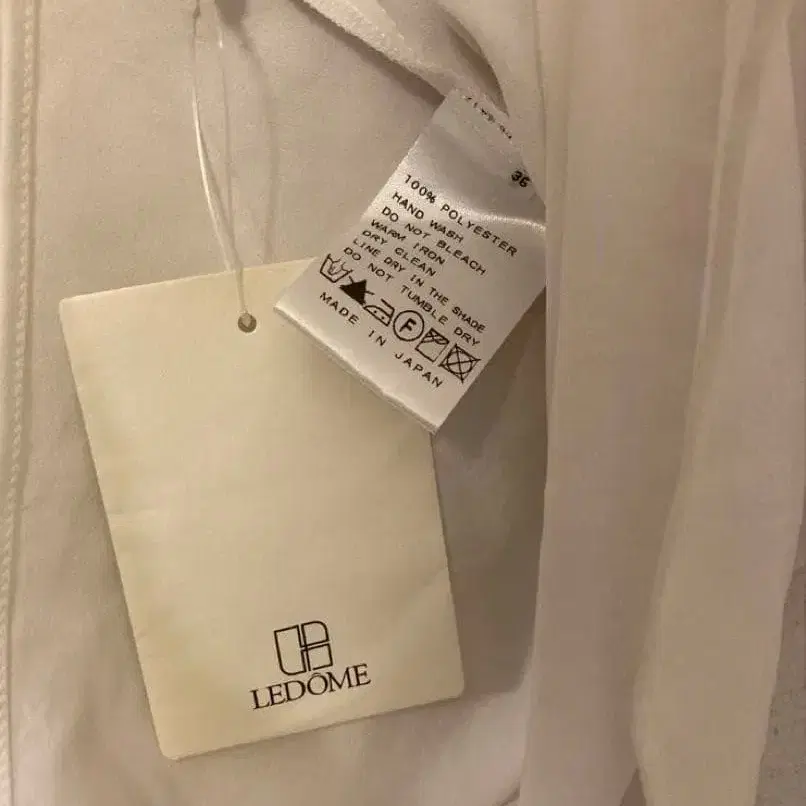 36
100% POLYESTER
HAND WASH
DO NOT BLEACH
WARM IRON
DRY CLEAN
LINE DRY IN THE SHADE
DO NOT TUMBLE DRY
F
MADE IN JAPAN
LEDÔME